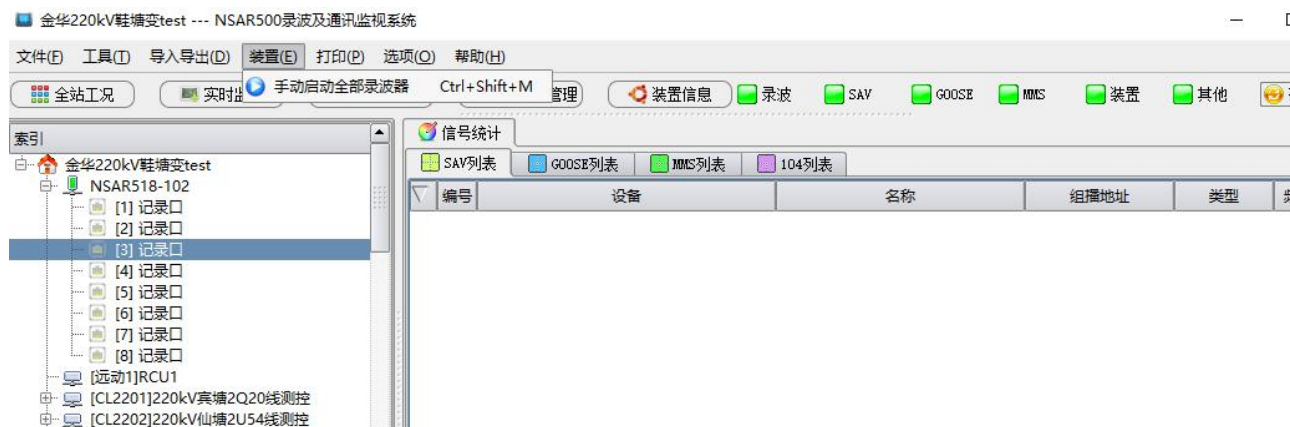 金华220kV鞋塘变test --- NSAR500录波及通讯监视系统
文件(F) 工具(T) 导入导出(D) 装置(E) 打印(P) 选项(O) 帮助(H)
手动启动全部录波器 Ctrl+Shift+M
全站工况 实时 管理 装置信息 录波 SAV GOOSE MMS 装置 其他
索引
信号统计
金华220kV鞋塘变test
SAV列表 GOOSE列表 MMS列表 104列表
NSAR518-102
编号 设备 名称 组播地址 类型
[1] 记录口
[2] 记录口
[3] 记录口
[4] 记录口
[5] 记录口
[6] 记录口
[7] 记录口
[8] 记录口
[远动1]RCU1
[CL2201]220kV宾塘2Q20线测控
[CL2202]220kV仙塘2U54线测控